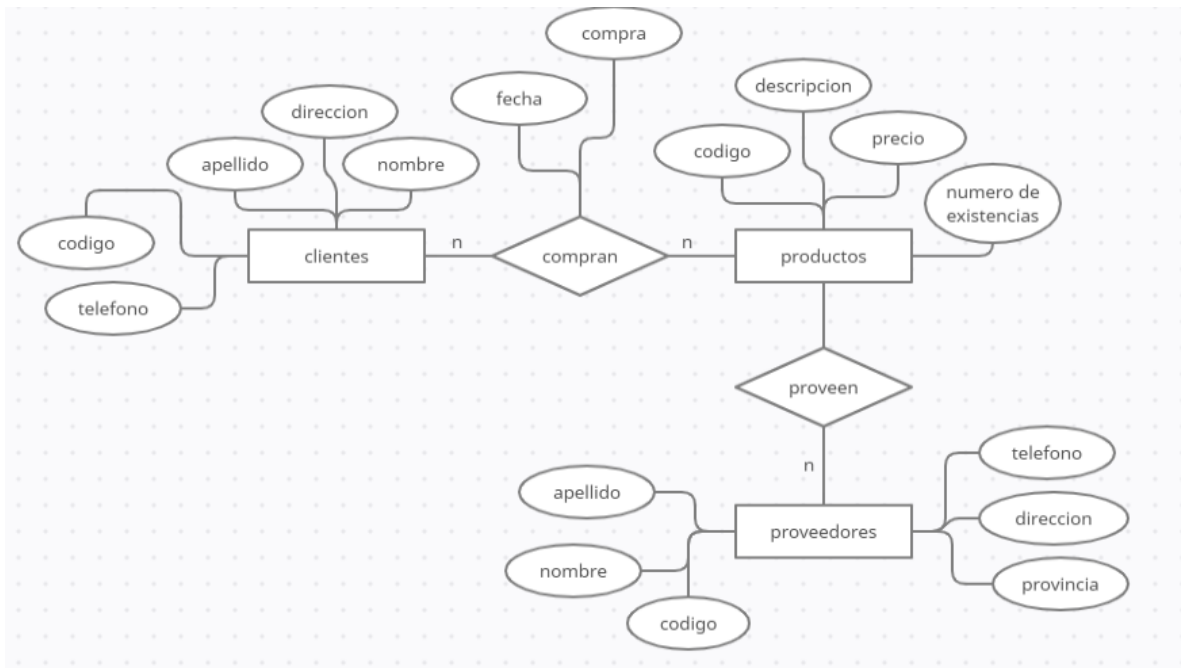 compra
descripcion
fecha
direccion
precio
codigo
apellido
nombre
numero de
existencias
codigo
n
n
clientes
compran
productos
telefono
proveen
telefono
n
apellido
direccion
proveedores
nombre
provincia
codigo